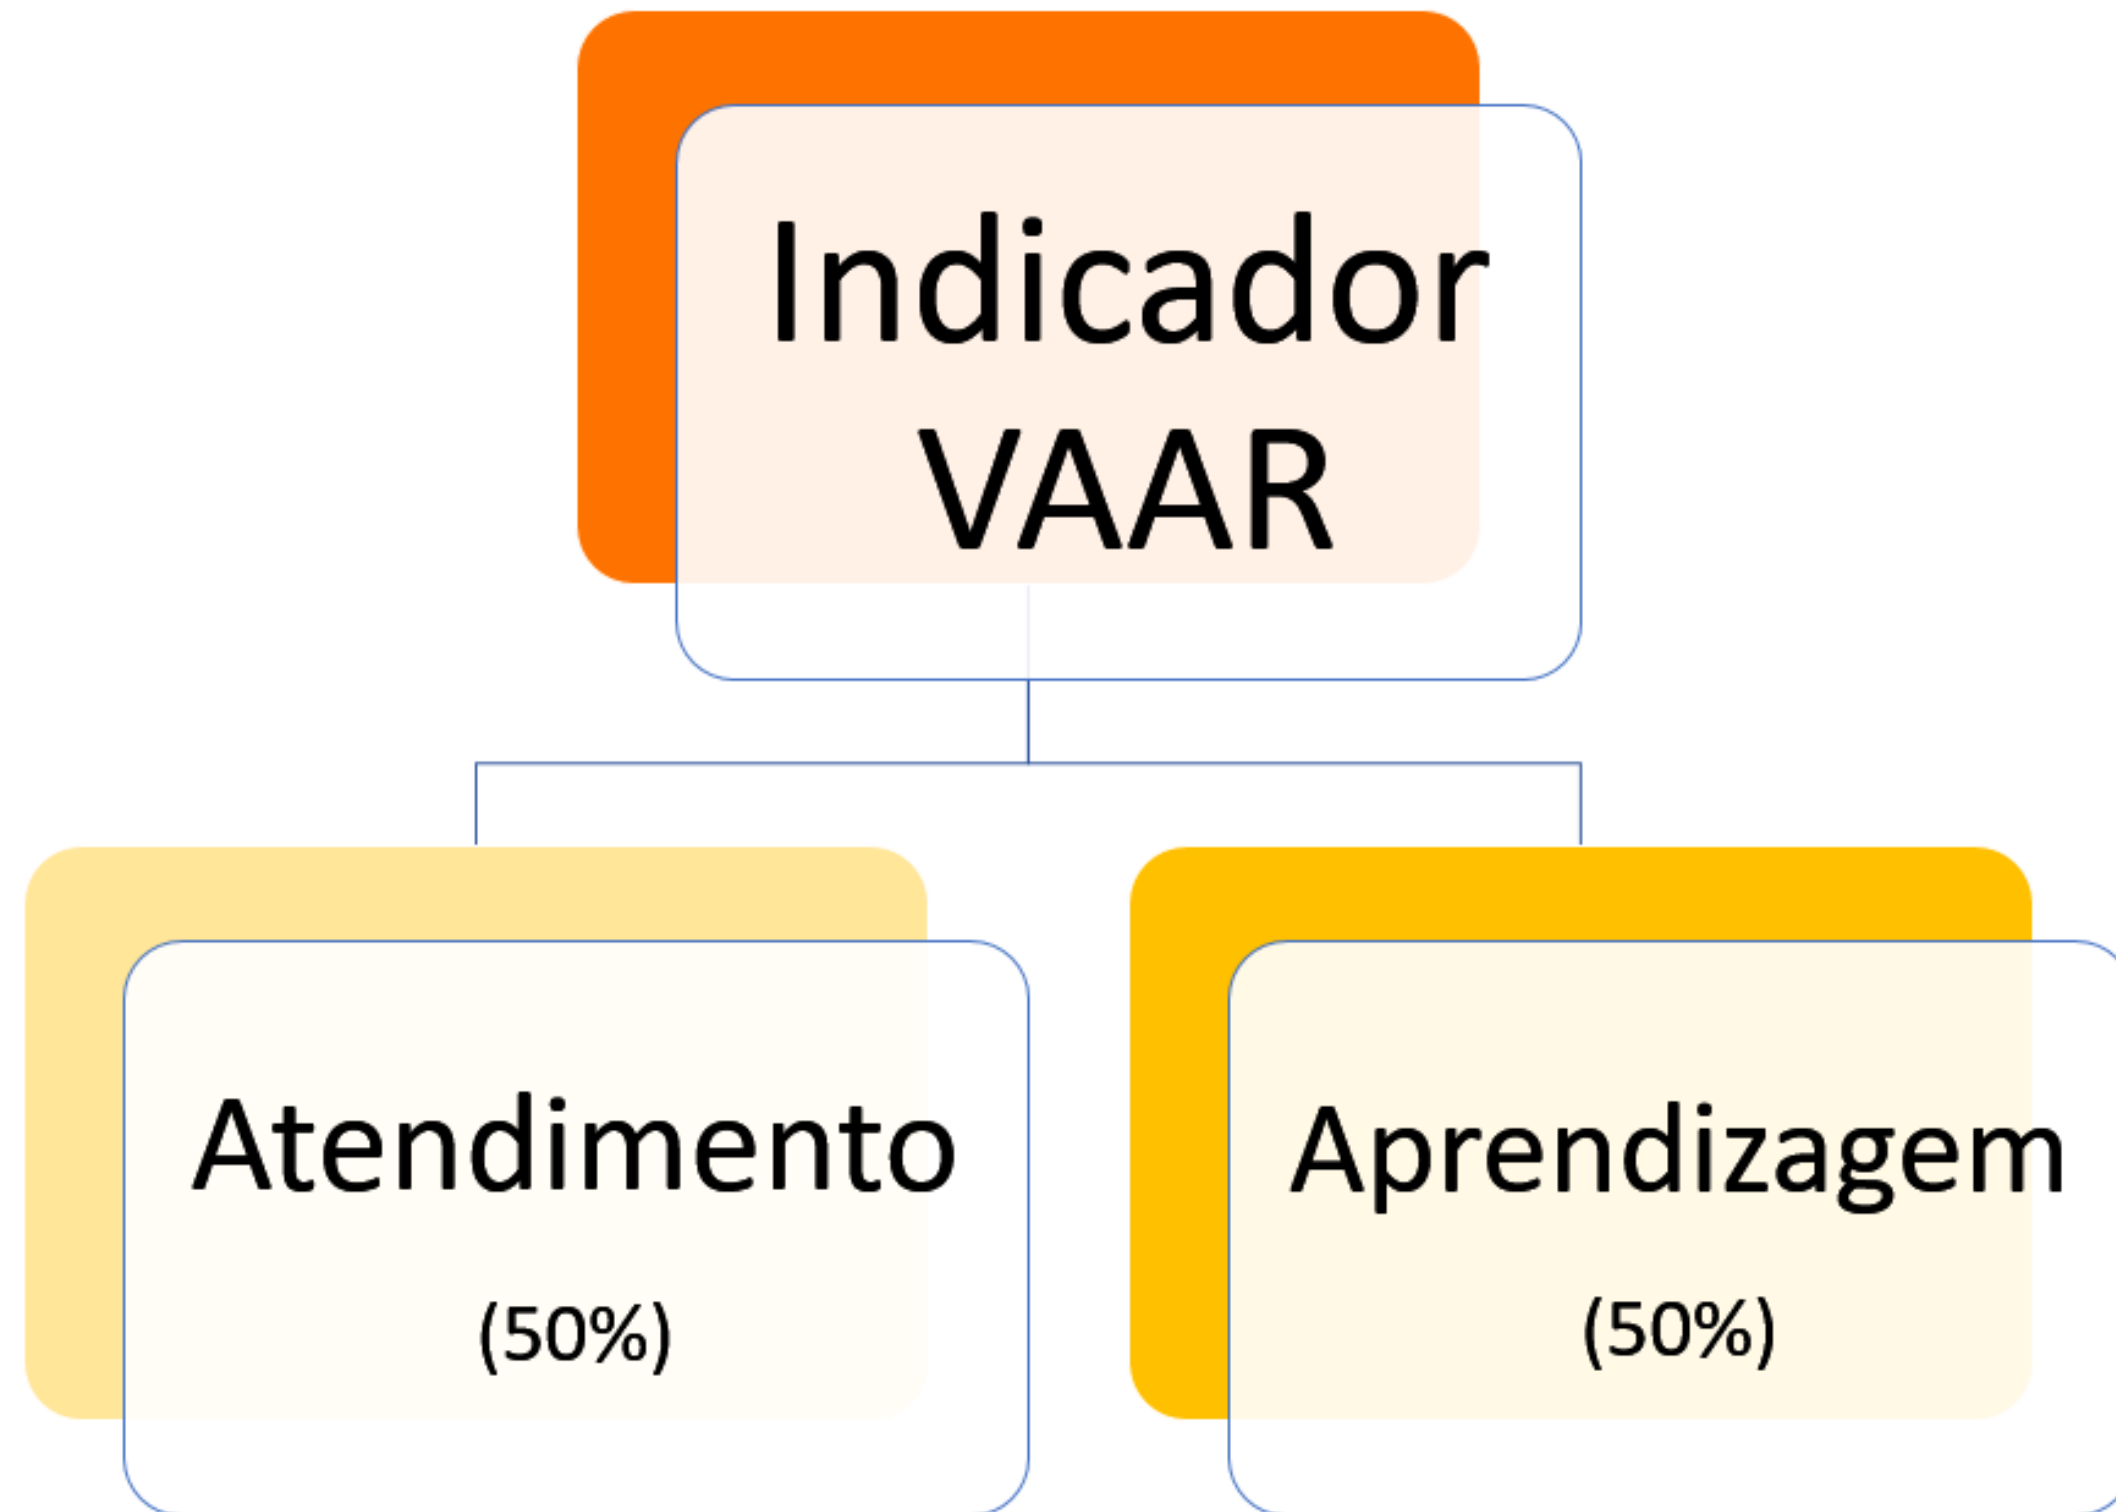 Indicador
VAAR
Atendimento
(50%)
Aprendizagem
(50%)